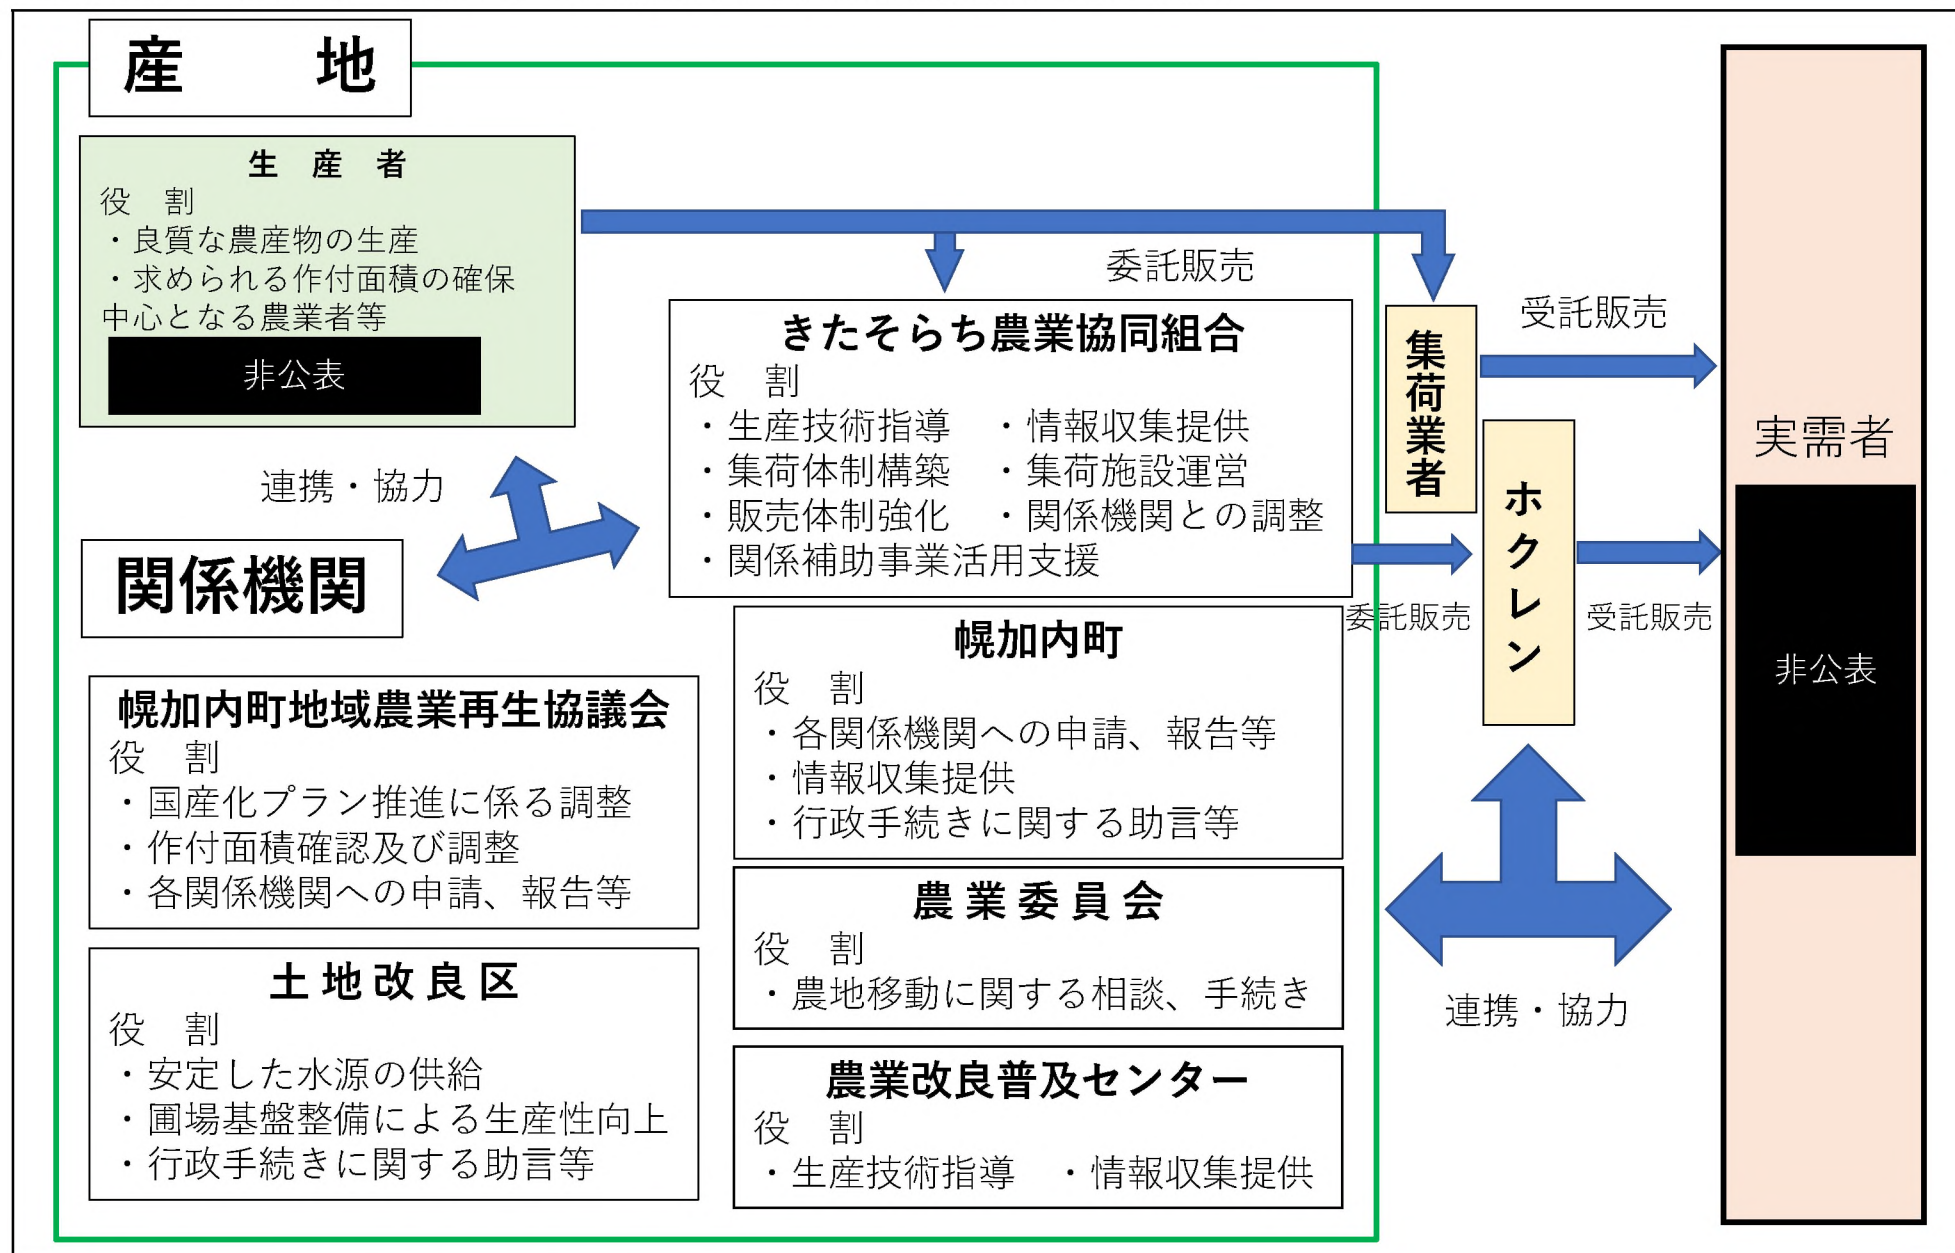 産　地
生 産 者
役　割
・良質な農産物の生産
・求められる作付面積の確保
中心となる農業者等
非公表
委託販売
きたそらち農業協同組合
役　割
・生産技術指導　・情報収集提供
・集荷体制構築　・集荷施設運営
・販売体制強化　・関係機関との調整
・関係補助事業活用支援
連携・協力
関係機関
幌加内町地域農業再生協議会
役　割
・国産化プラン推進に係る調整
・作付面積確認及び調整
・各関係機関への申請、報告等
土 地 改 良 区
役　割
・安定した水源の供給
・圃場基盤整備による生産性向上
・行政手続きに関する助言等
幌加内町
役　割
・各関係機関への申請、報告等
・情報収集提供
・行政手続きに関する助言等
農 業 委 員 会
役　割
・農地移動に関する相談、手続き
農業改良普及センター
役　割
・生産技術指導　・情報収集提供
集荷業者
受託販売
ホクレン
委託販売
受託販売
連携・協力
実需者
非公表